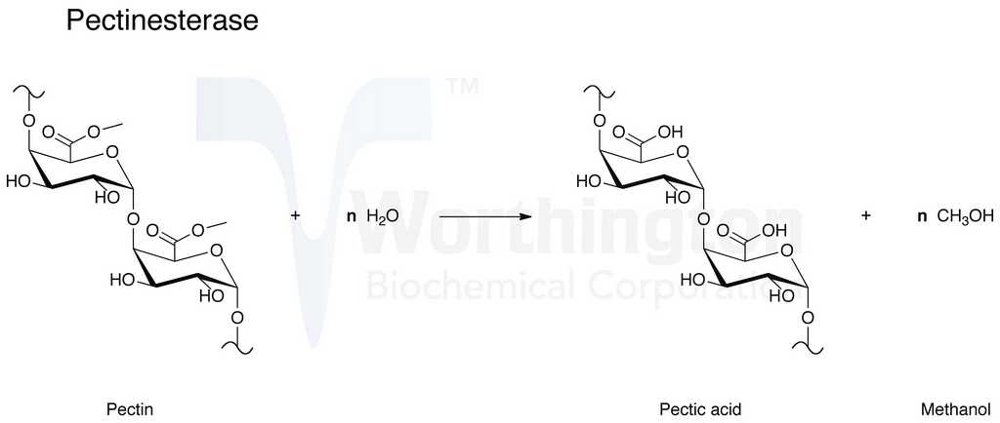 Pectinesterase
TM
O
O O
O
HO
HO
O
O O
O
HO
HO
O
+ n H₂O
Worthington
Biochemical Corporation
O
O OH
O
HO
HO
O
O OH
O
HO
HO
O
+ n CH₃OH
Pectin Pectic acid Methanol